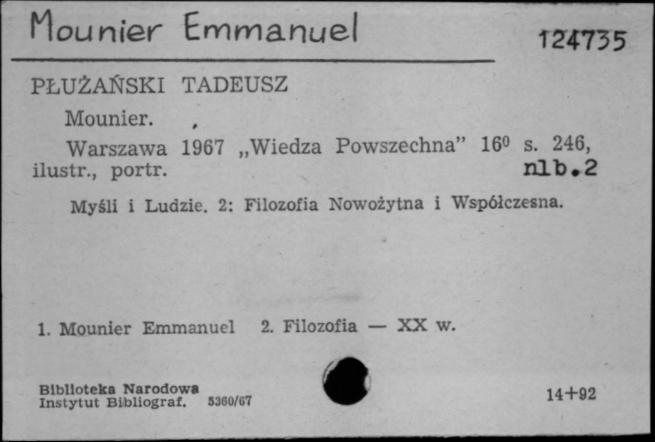 Mounier Emmanuel
124735
PŁUŻAŃSKI TADEUSZ
Mounier.
Warszawa 1967 „Wiedza Powszechna” 16⁰ s. 246,
ilustr., portr. nlb.2
Myśli i Ludzie. 2: Filozofia Nowożytna i Współczesna.
1. Mounier Emmanuel 2. Filozofia — XX w.
Biblioteka Narodowa
Instytut Bibliograf. 5360/67
14+92